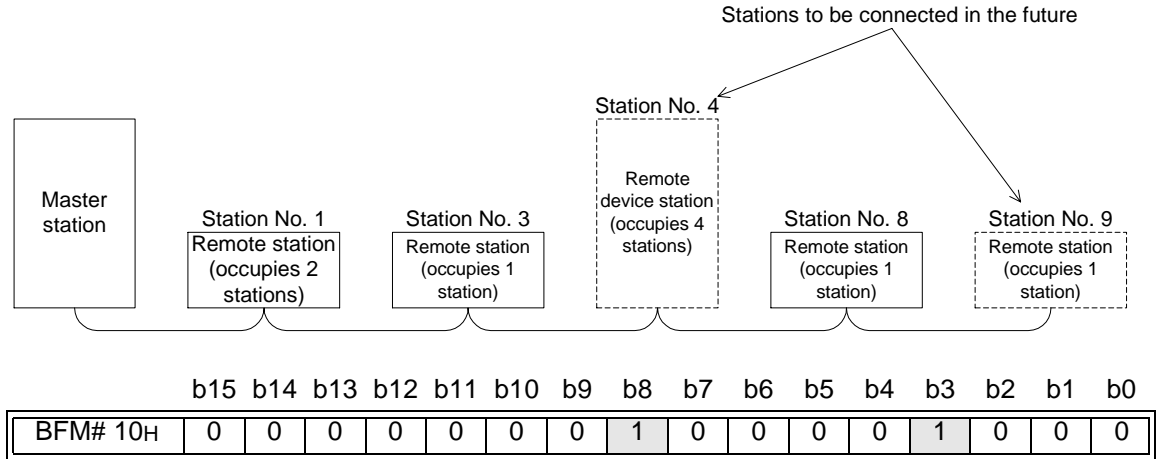 Stations to be connected in the future
Station No. 4
Master
station
Station No. 1
Remote station
(occupies 2
stations)
Station No. 3
Remote station
(occupies 1
station)
Remote
device station
(occupies 4
stations)
Station No. 8
Remote station
(occupies 1
station)
Station No. 9
Remote station
(occupies 1
station)
b15 b14 b13 b12 b11 b10 b9 b8 b7 b6 b5 b4 b3 b2 b1 b0
BFM# 10H 0 0 0 0 0 0 0 1 0 0 0 0 1 0 0 0